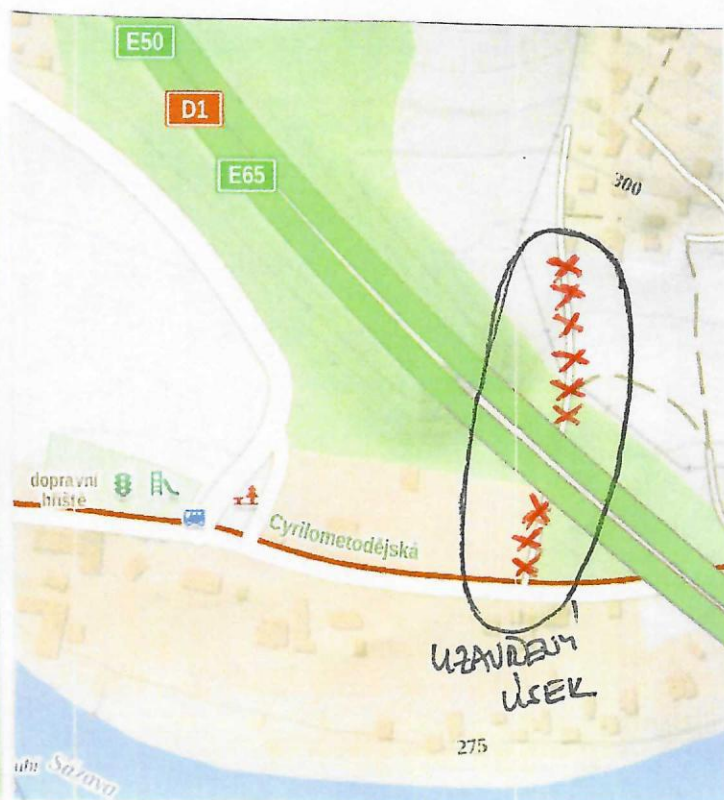 E50
D1
E65
300
dopravní
hřiště
Cyrilometodějská
UZAVŘENÝ
ÚSEK
275
Sázava